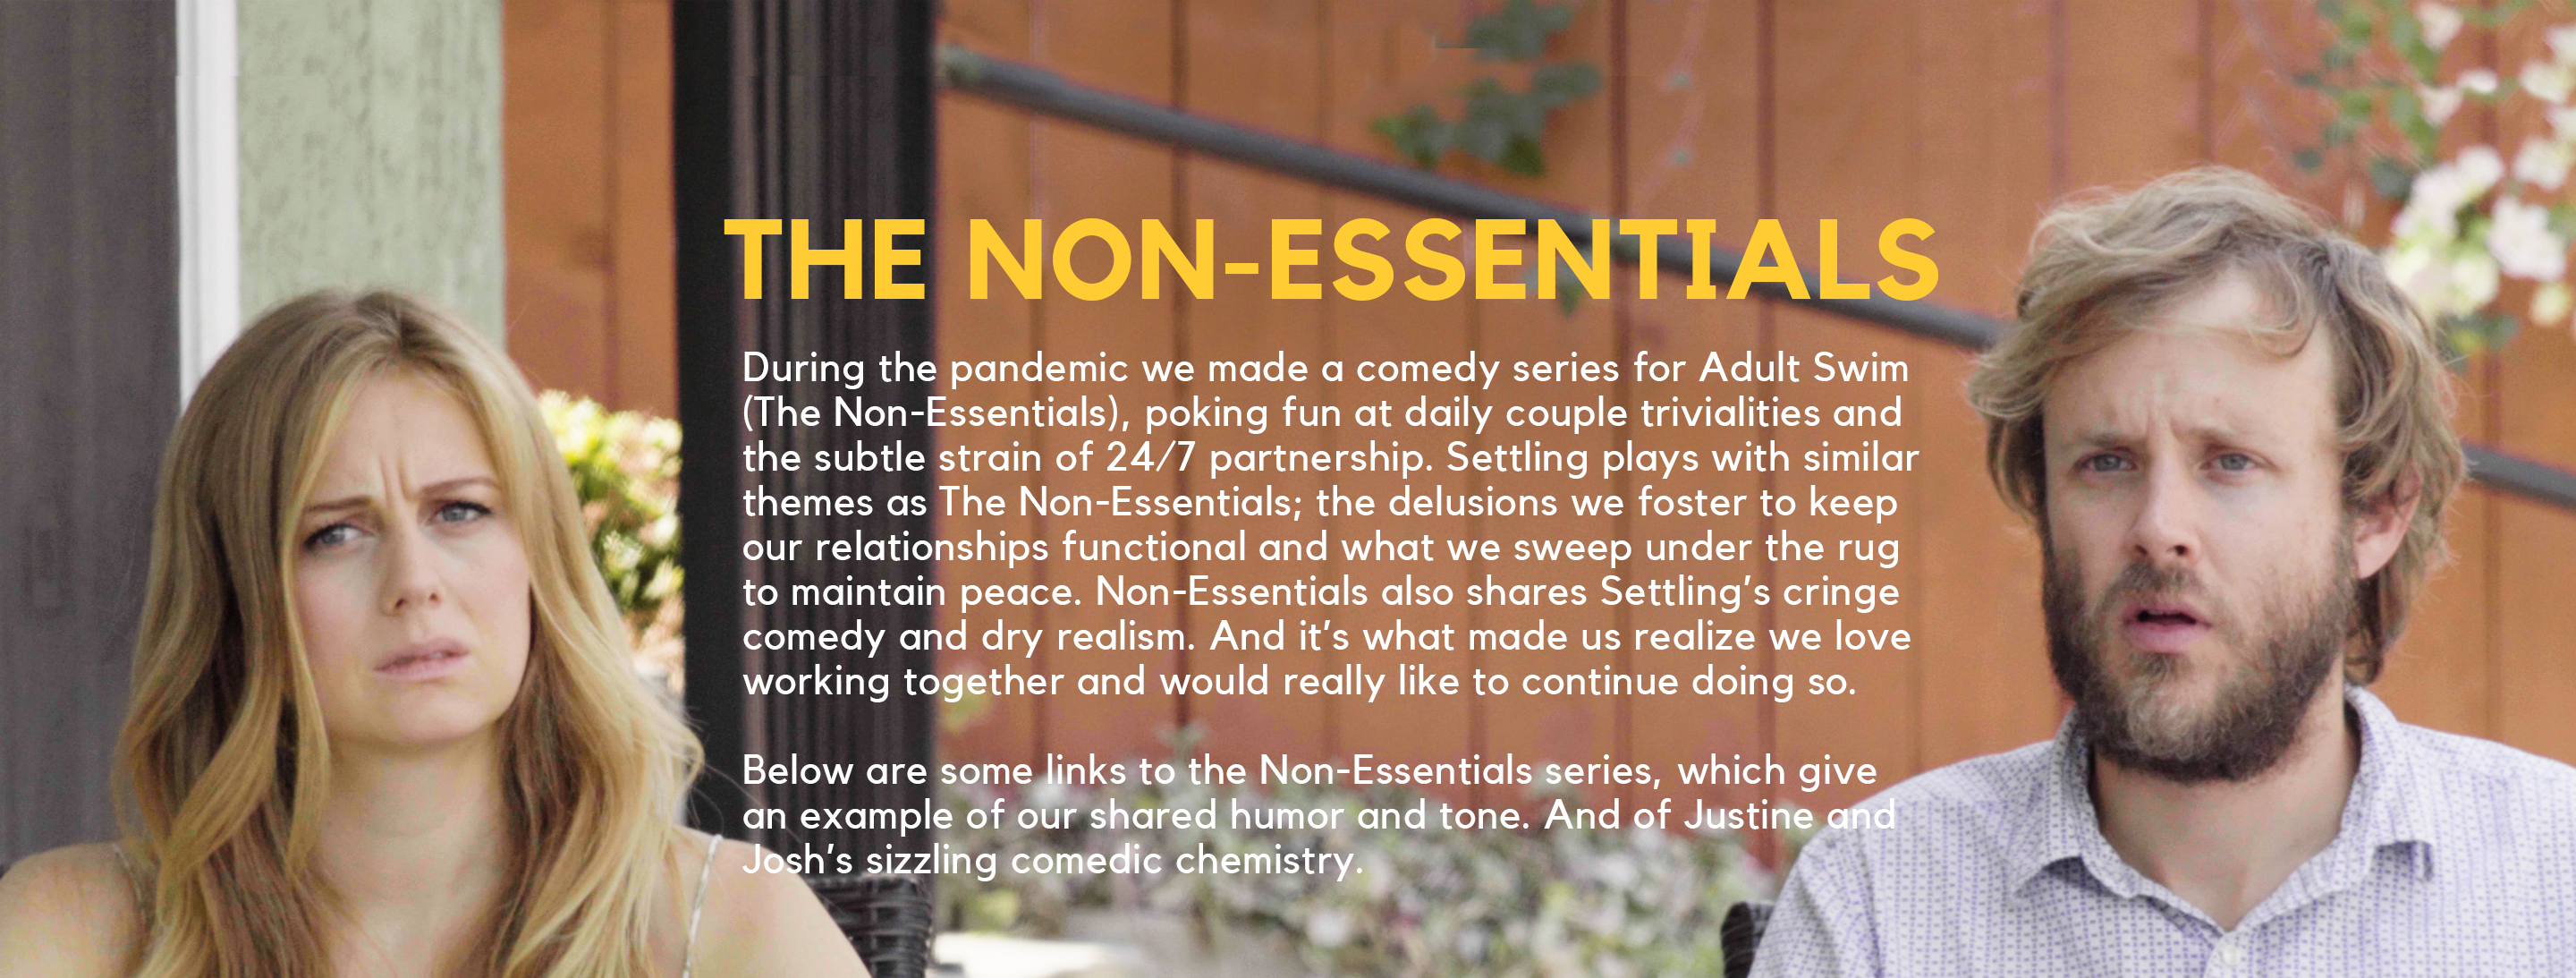 THE NON-ESSENTIALS
During the pandemic we made a comedy series for Adult Swim
(The Non-Essentials), poking fun at daily couple trivialities and
the subtle strain of 24/7 partnership. Settling plays with similar
themes as The Non-Essentials; the delusions we foster to keep
our relationships functional and what we sweep under the rug
to maintain peace. Non-Essentials also shares Settling’s cringe
comedy and dry realism. And it’s what made us realize we love
working together and would really like to continue doing so.
Below are some links to the Non-Essentials series, which give
an example of our shared humor and tone. And of Justine and
Josh’s sizzling comedic chemistry.